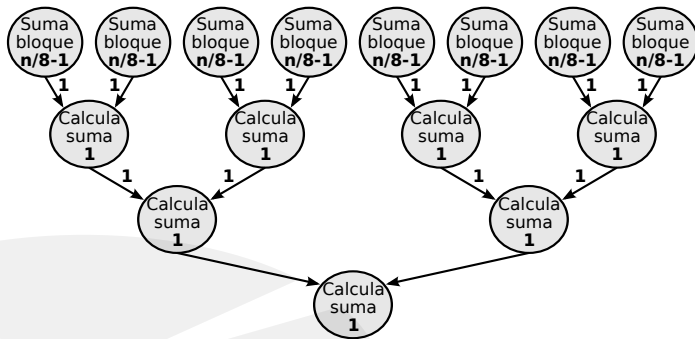 Suma Suma Suma Suma Suma Suma Suma Suma
bloque bloque bloque bloque bloque bloque bloque bloque
n/8-1 n/8-1 n/8-1 n/8-1 n/8-1 n/8-1 n/8-1 n/8-1
1 1 1 1 1 1 1 1
Calcula Calcula Calcula Calcula
suma suma suma suma
1 1 1 1
1 1 1 1
Calcula Calcula
suma suma
1 1
Calcula
suma
1